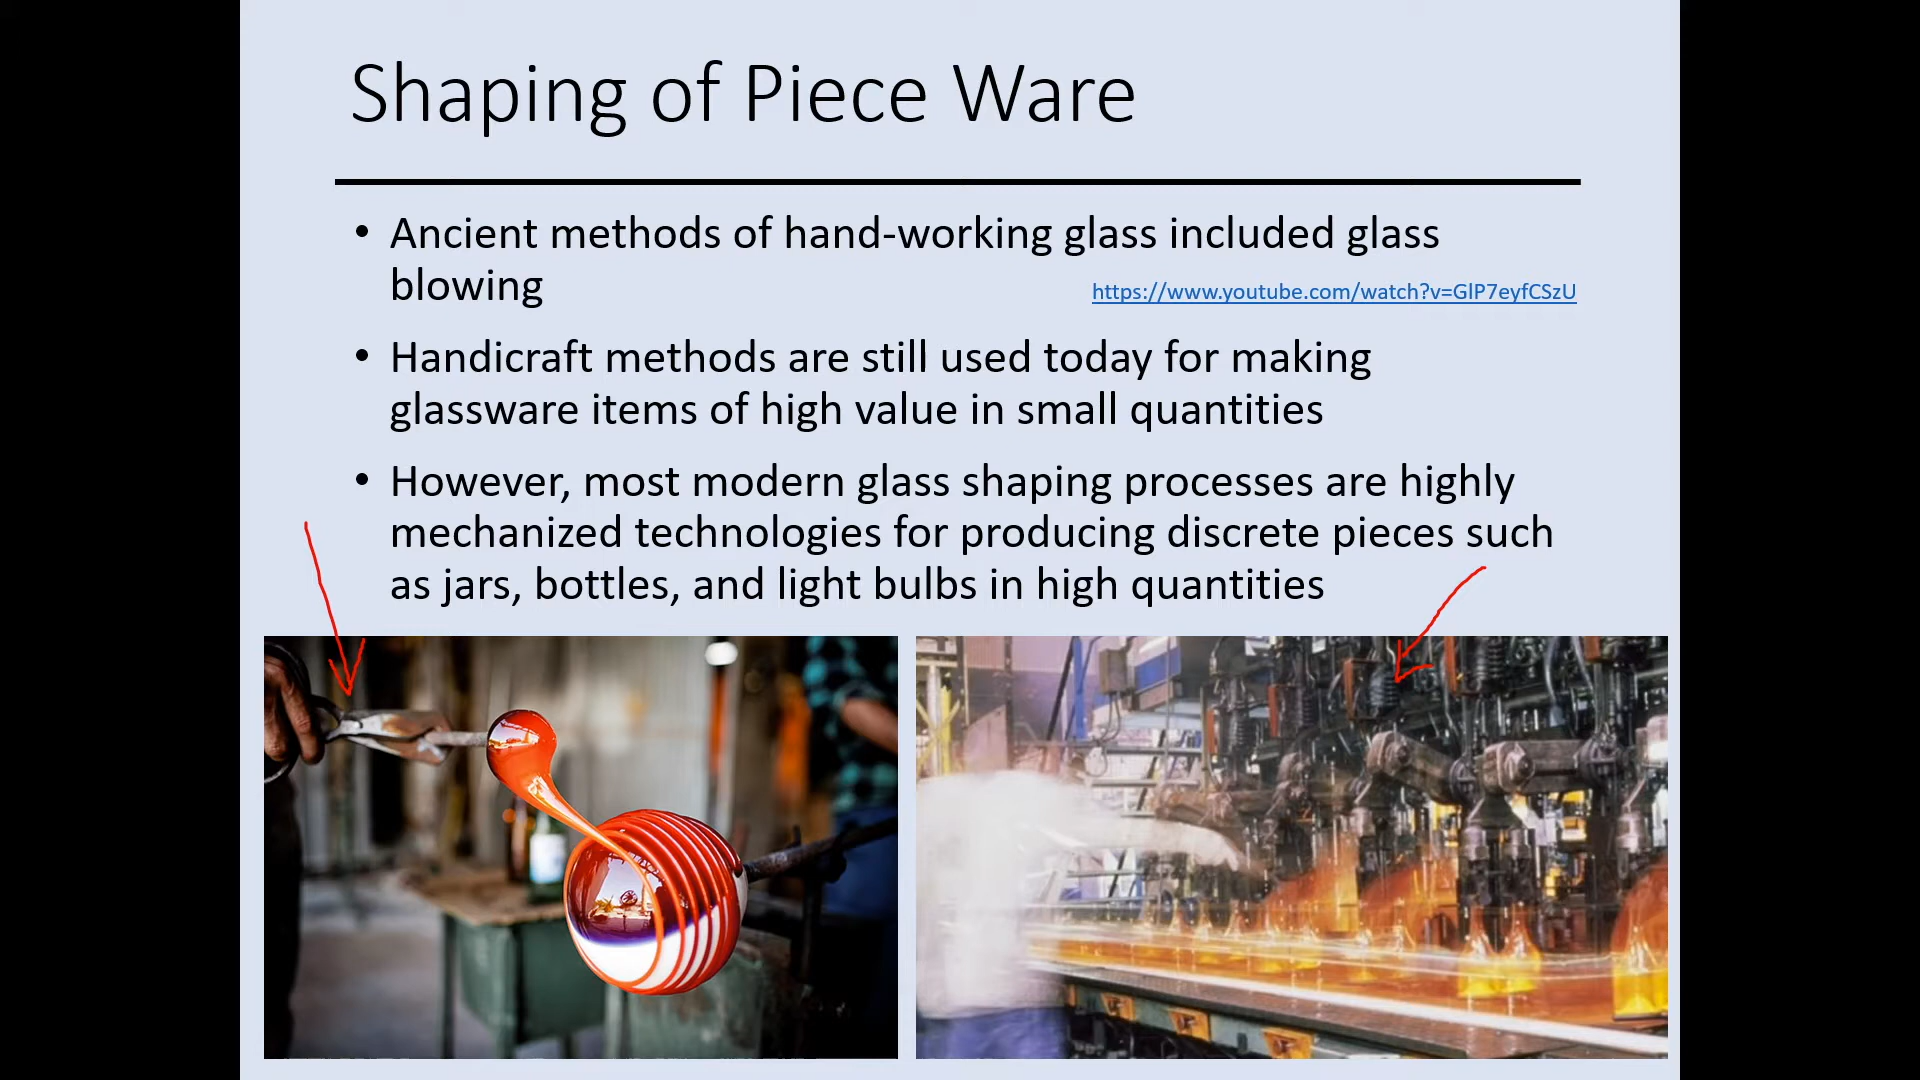 Shaping of Piece Ware
• Ancient methods of hand-working glass included glass
blowing
https://www.youtube.com/watch?v=GlP7eyfCSzU
• Handicraft methods are still used today for making
glassware items of high value in small quantities
• However, most modern glass shaping processes are highly
mechanized technologies for producing discrete pieces such
as jars, bottles, and light bulbs in high quantities